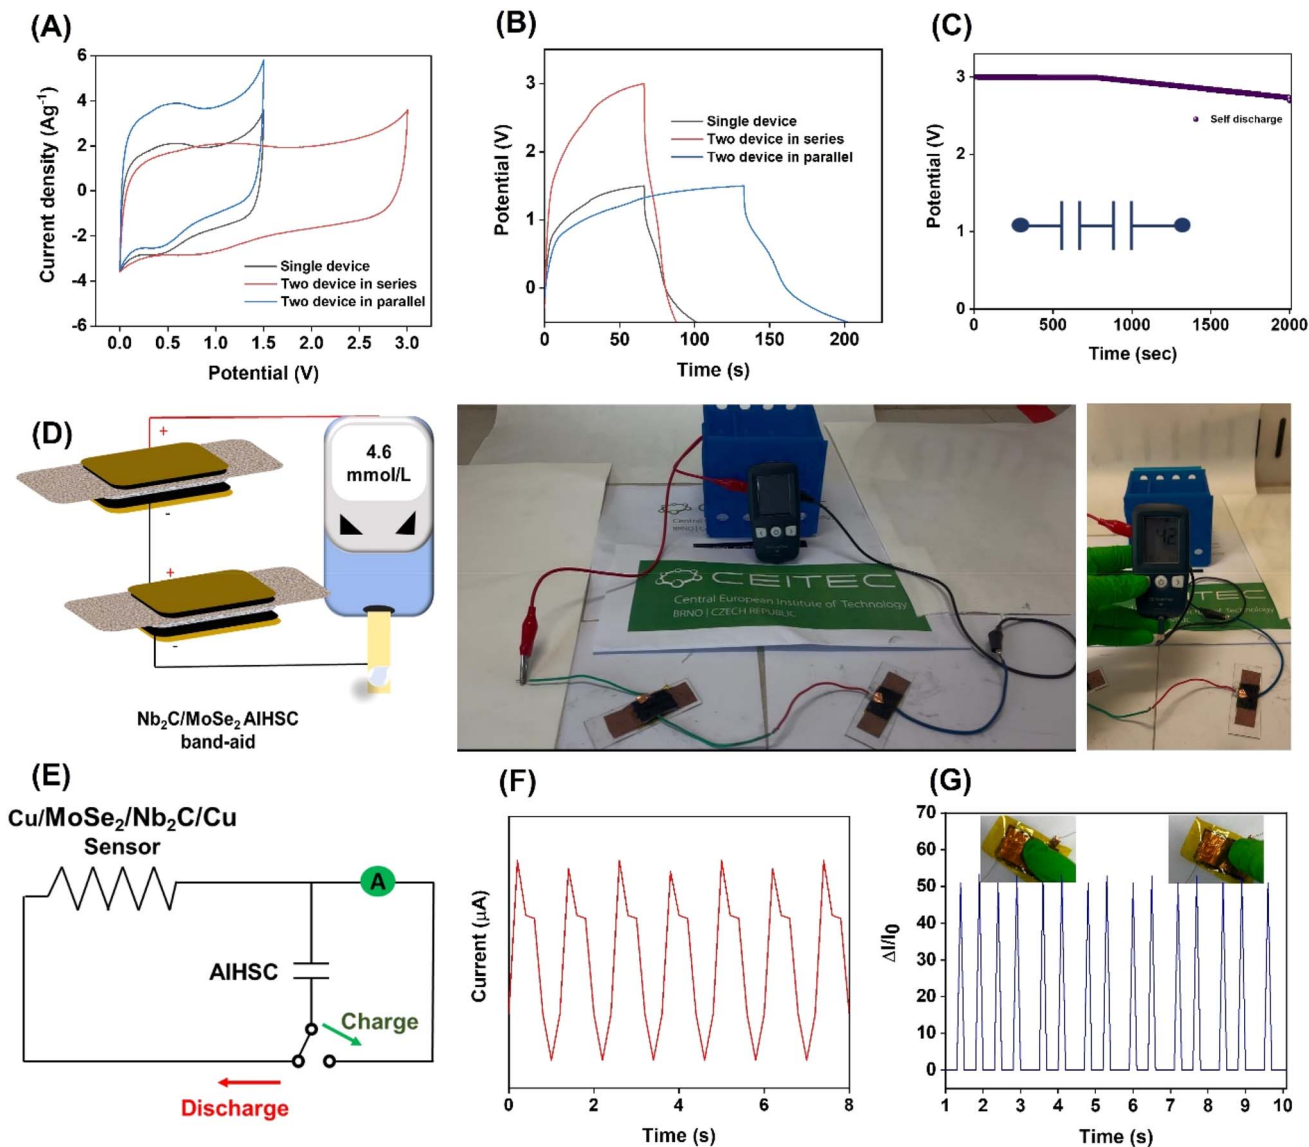 (A)
6
4
2
0
-2
-4
-6
Current density (Ag⁻¹)
Single device
Two device in series
Two device in parallel
0.0 0.5 1.0 1.5 2.0 2.5 3.0
Potential (V)
(B)
3
2
1
0
Potential (V)
Single device
Two device in series
Two device in parallel
0 50 100 150 200
Time (s)
(C)
3
2
1
0
Potential (V)
Self discharge
0 500 1000 1500 2000
Time (sec)
(D)
+
-
+
-
4.6
mmol/L
Nb₂C/MoSe₂ AIHSC
band-aid
CEITEC
Central European Institute of Technology
BRNO | CZECH REPUBLIC
(E)
Cu/MoSe₂/Nb₂C/Cu
Sensor
A
AIHSC
Charge
Discharge
(F)
Current (μA)
0 2 4 6 8
Time (s)
(G)
70
60
50
40
30
20
10
0
ΔI/I₀
1 2 3 4 5 6 7 8 9 10
Time (s)